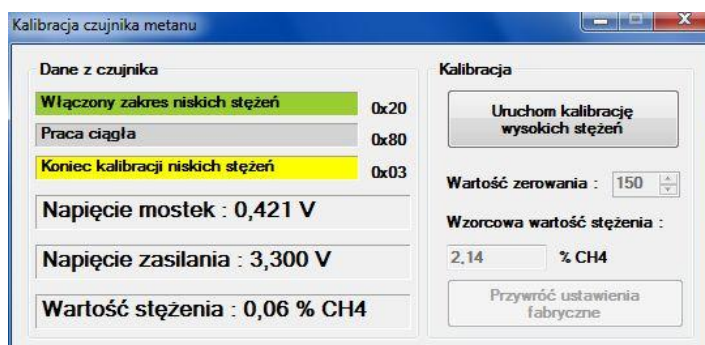 Kalibracja czujnika metanu
Dane z czujnika
Włączony zakres niskich stężeń 0x20
Praca ciągła 0x80
Koniec kalibracji niskich stężeń 0x03
Napięcie mostek : 0,421 V
Napięcie zasilania : 3,300 V
Wartość stężenia : 0,06 % CH4
Kalibracja
Uruchom kalibrację
wysokich stężeń
Wartość zerowania : 150
Wzorcowa wartość stężenia :
2,14 % CH4
Przywróć ustawienia
fabryczne